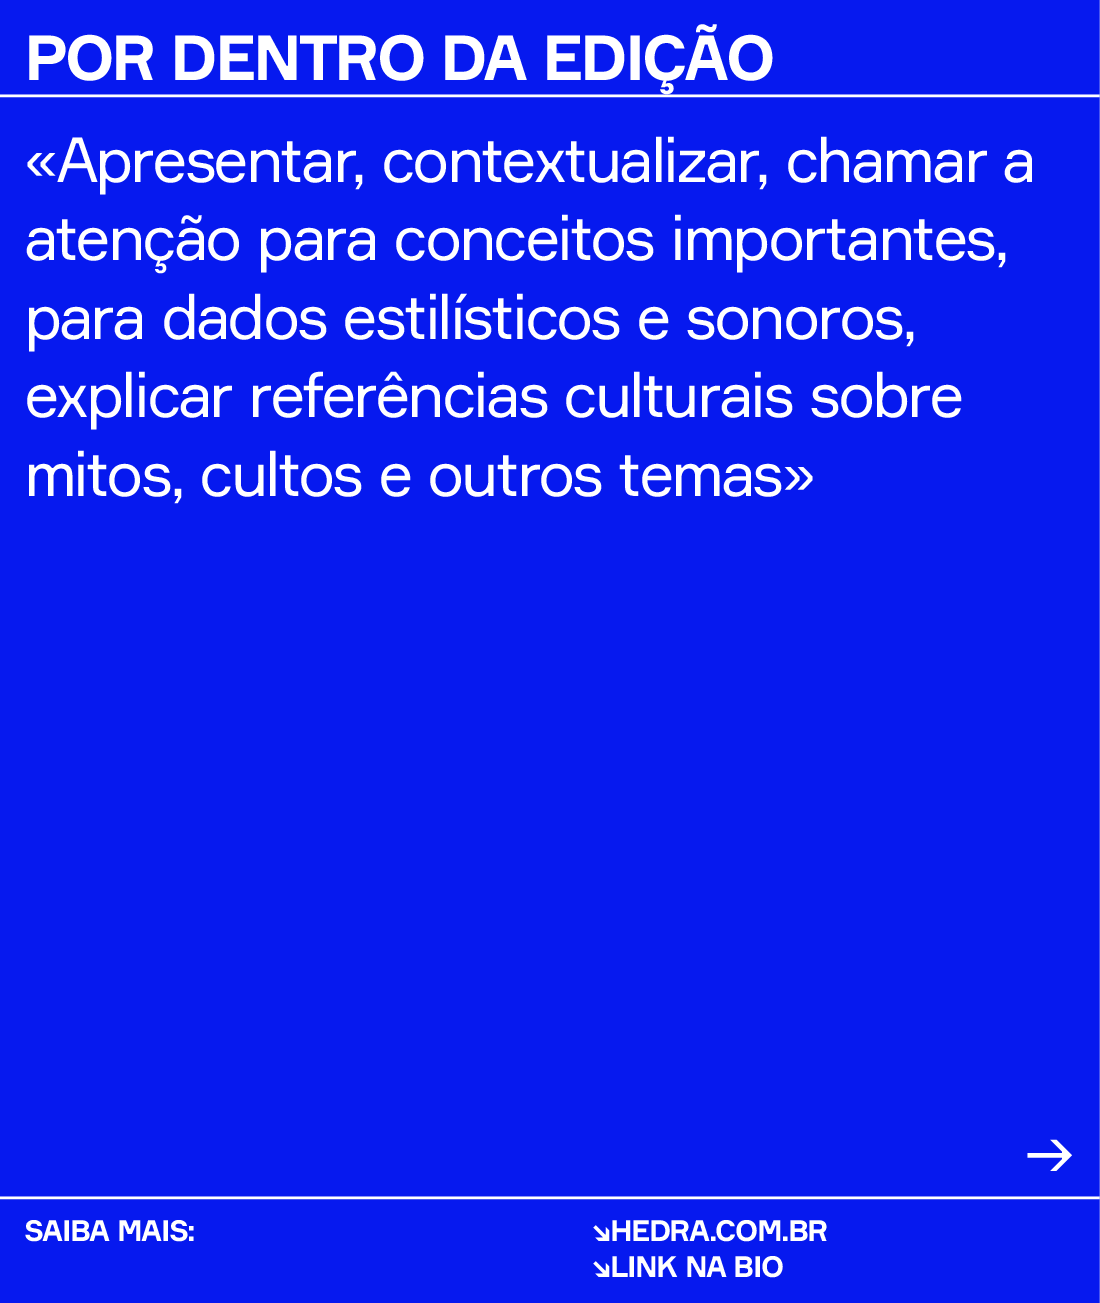 POR DENTRO DA EDIÇÃO
«Apresentar, contextualizar, chamar a
atenção para conceitos importantes,
para dados estilísticos e sonoros,
explicar referências culturais sobre
mitos, cultos e outros temas»
→
SAIBA MAIS:
↘HEDRA.COM.BR
↘LINK NA BIO